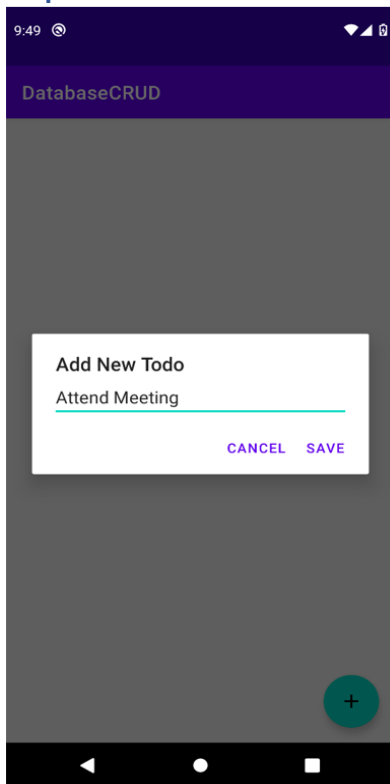 9:49
DatabaseCRUD
Add New Todo
Attend Meeting
CANCEL SAVE
+